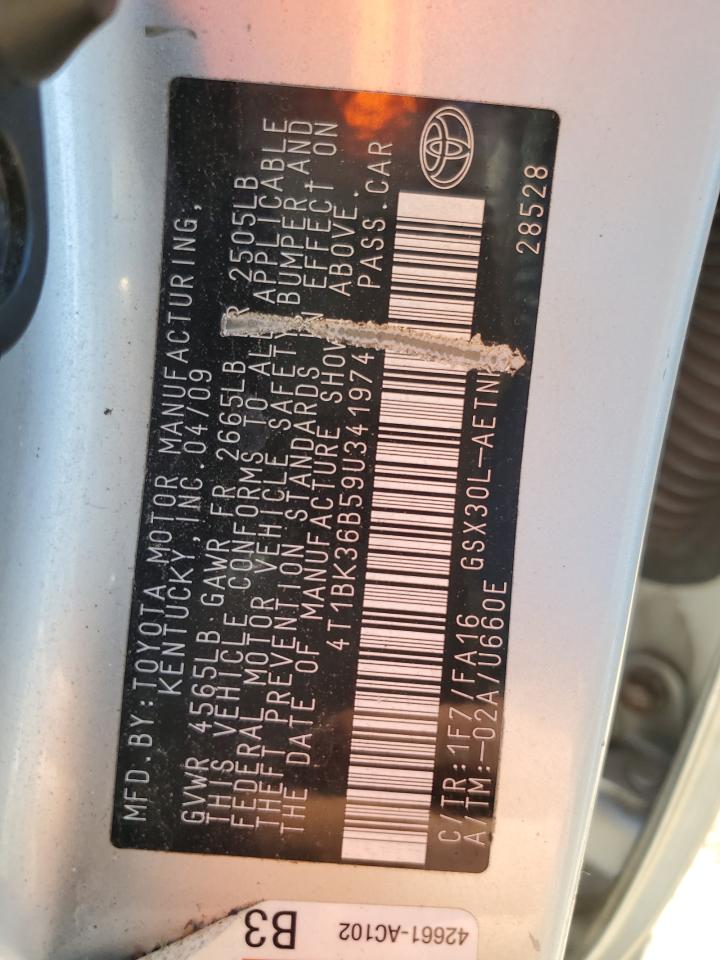 MFD.BY:TOYOTA MOTOR MANUFACTURING,
KENTUCKY,INC.04/09
GVWR 4565LB GAWR FR 2665LB RR 2505LB
THIS VEHICLE CONFORMS TO ALL APPLICABLE
FEDERAL MOTOR VEHICLE SAFETY, BUMPER AND
THEFT PREVENTION STANDARDS IN EFFECT ON
THE DATE OF MANUFACTURE SHOWN ABOVE.
4T1BK36B59U341974 PASS.CAR
C/TR:1F7/FA16 GSX30L-AETNK
A/TM:-02A/U660E
28528
B3
42661-AC102